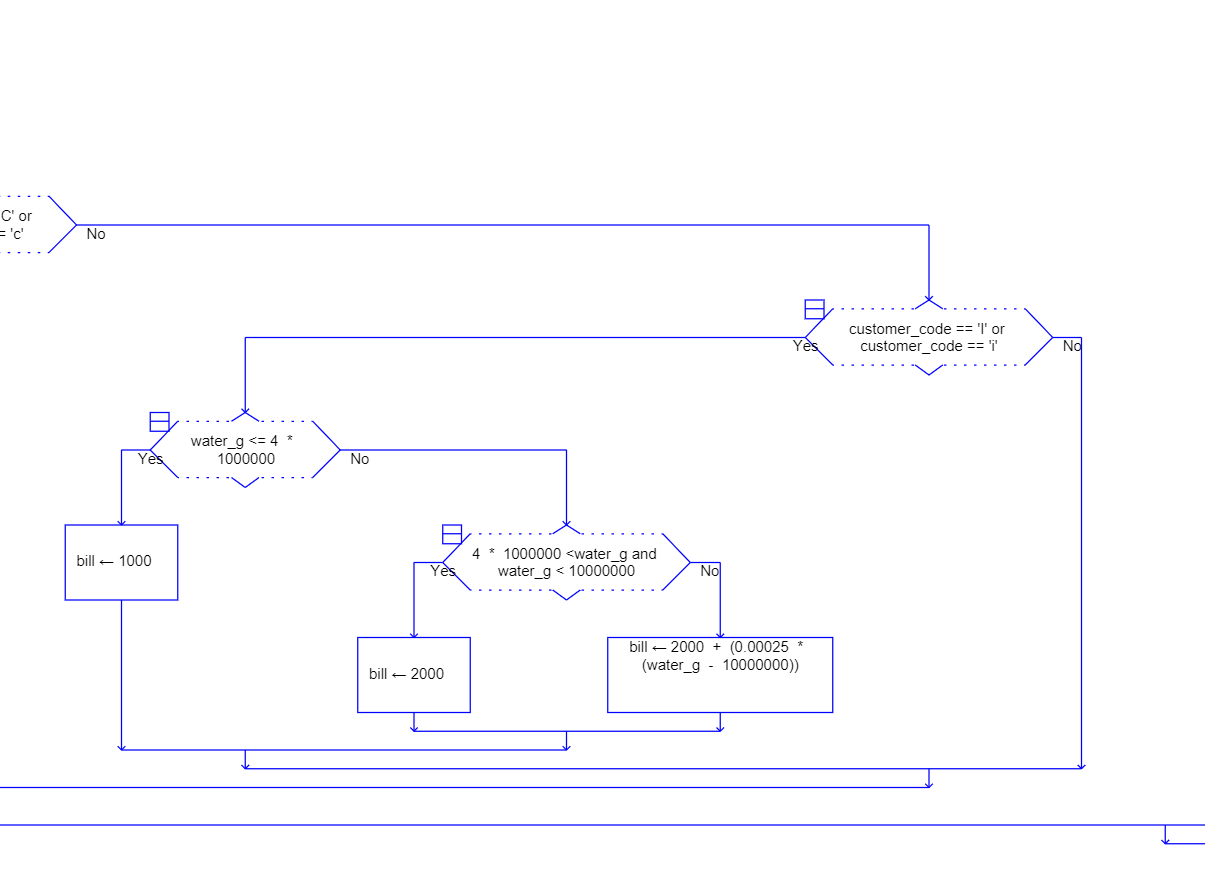 C' or
= 'c'
No
customer_code == 'I' or
customer_code == 'i'
Yes
No
water_g <= 4 *
1000000
Yes
No
bill ← 1000
4 * 1000000 <water_g and
water_g < 10000000
Yes
No
bill ← 2000
bill ← 2000 + (0.00025 *
(water_g - 10000000))